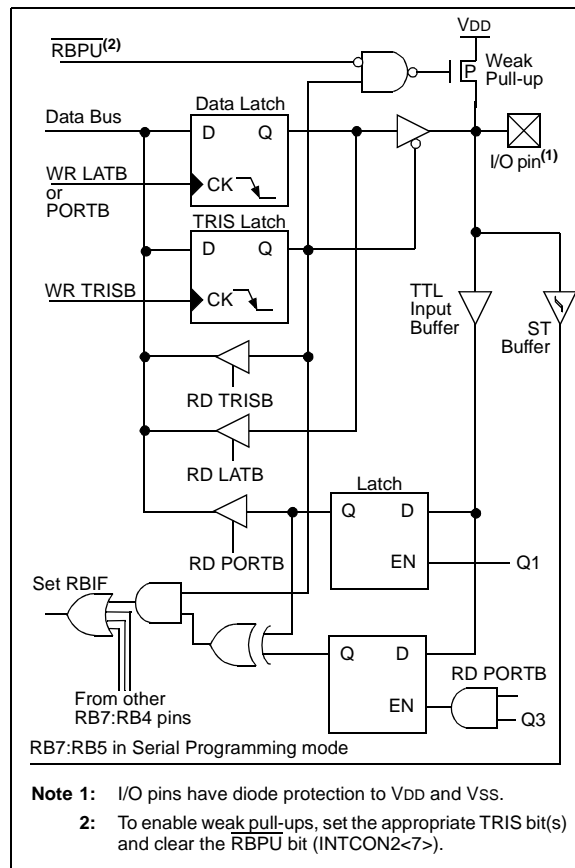 VDD
RBPU(2)
Weak
Pull-up
P
Data Bus
Data Latch
D Q
I/O pin(1)
WR LATB
or
PORTB
CK
TRIS Latch
D Q
WR TRISB
CK
TTL
Input
Buffer
ST
Buffer
RD TRISB
RD LATB
Latch
Q D
RD PORTB
EN
Q1
Set RBIF
Q D
RD PORTB
EN
Q3
From other
RB7:RB4 pins
RB7:RB5 in Serial Programming mode
Note 1: I/O pins have diode protection to VDD and VSS.
2: To enable weak pull-ups, set the appropriate TRIS bit(s)
and clear the RBPU bit (INTCON2<7>).